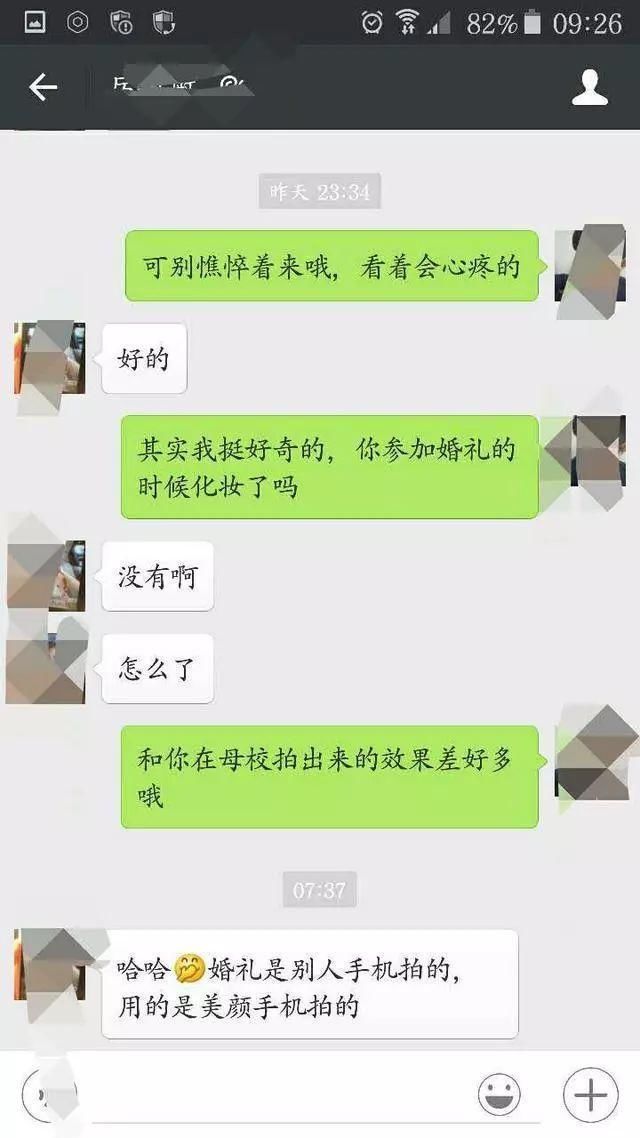 82% 09:26
昨天 23:34
可别憔悴着来哦，看着会心疼的
好的
其实我挺好奇的，你参加婚礼的
时候化妆了吗
没有啊
怎么了
和你在母校拍出来的效果差好多
哦
07:37
哈哈🤭婚礼是别人手机拍的，
用的是美颜手机拍的